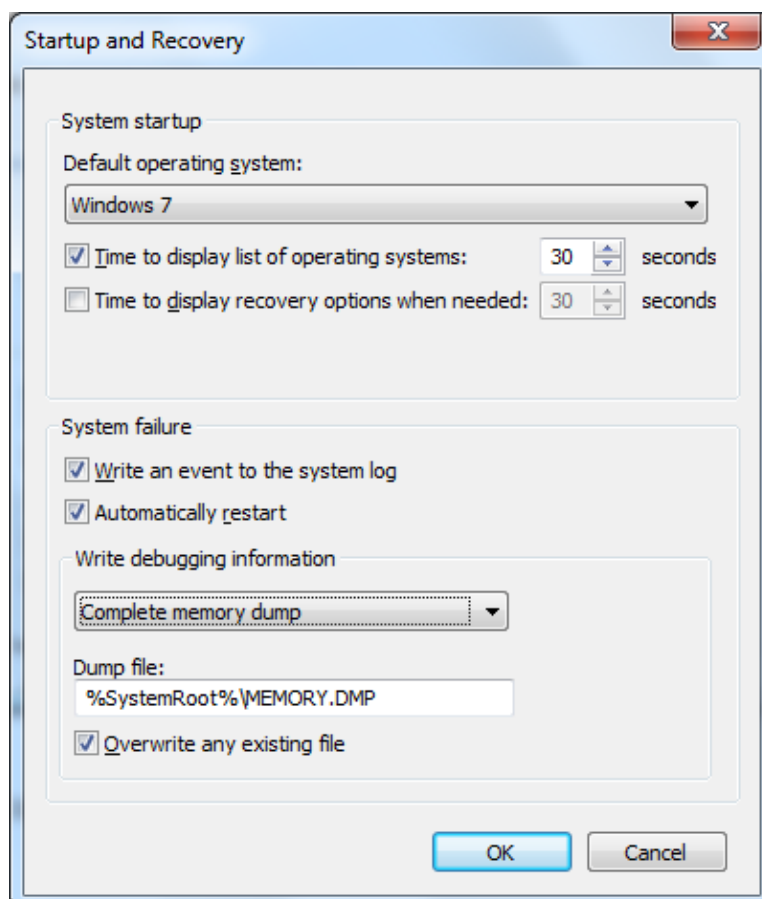 Startup and Recovery
System startup
Default operating system:
Windows 7
Time to display list of operating systems: 30 seconds
Time to display recovery options when needed: 30 seconds
System failure
Write an event to the system log
Automatically restart
Write debugging information
Complete memory dump
Dump file:
%SystemRoot%\MEMORY.DMP
Overwrite any existing file
OK Cancel